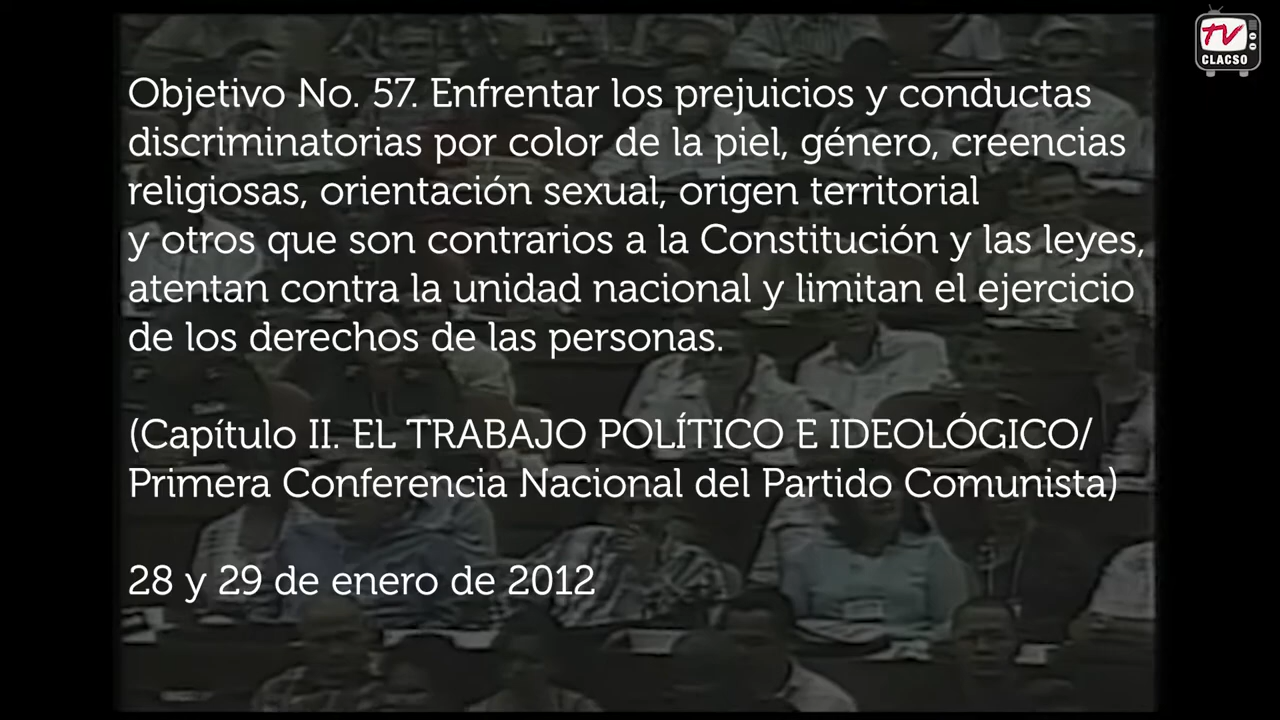 TV
CLACSO
Objetivo No. 57. Enfrentar los prejuicios y conductas
discriminatorias por color de la piel, género, creencias
religiosas, orientación sexual, origen territorial
y otros que son contrarios a la Constitución y las leyes,
atentan contra la unidad nacional y limitan el ejercicio
de los derechos de las personas.
(Capítulo II. EL TRABAJO POLÍTICO E IDEOLÓGICO/
Primera Conferencia Nacional del Partido Comunista)
28 y 29 de enero de 2012